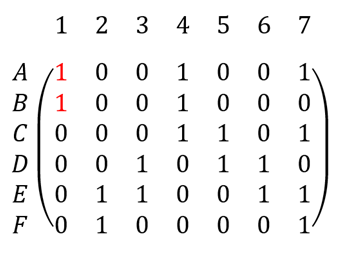 1 2 3 4 5 6 7
A 1 0 0 1 0 0 1
B 1 0 0 1 0 0 0
C 0 0 0 1 1 0 1
D 0 0 1 0 1 1 0
E 0 1 1 0 0 1 1
F 0 1 0 0 0 0 1